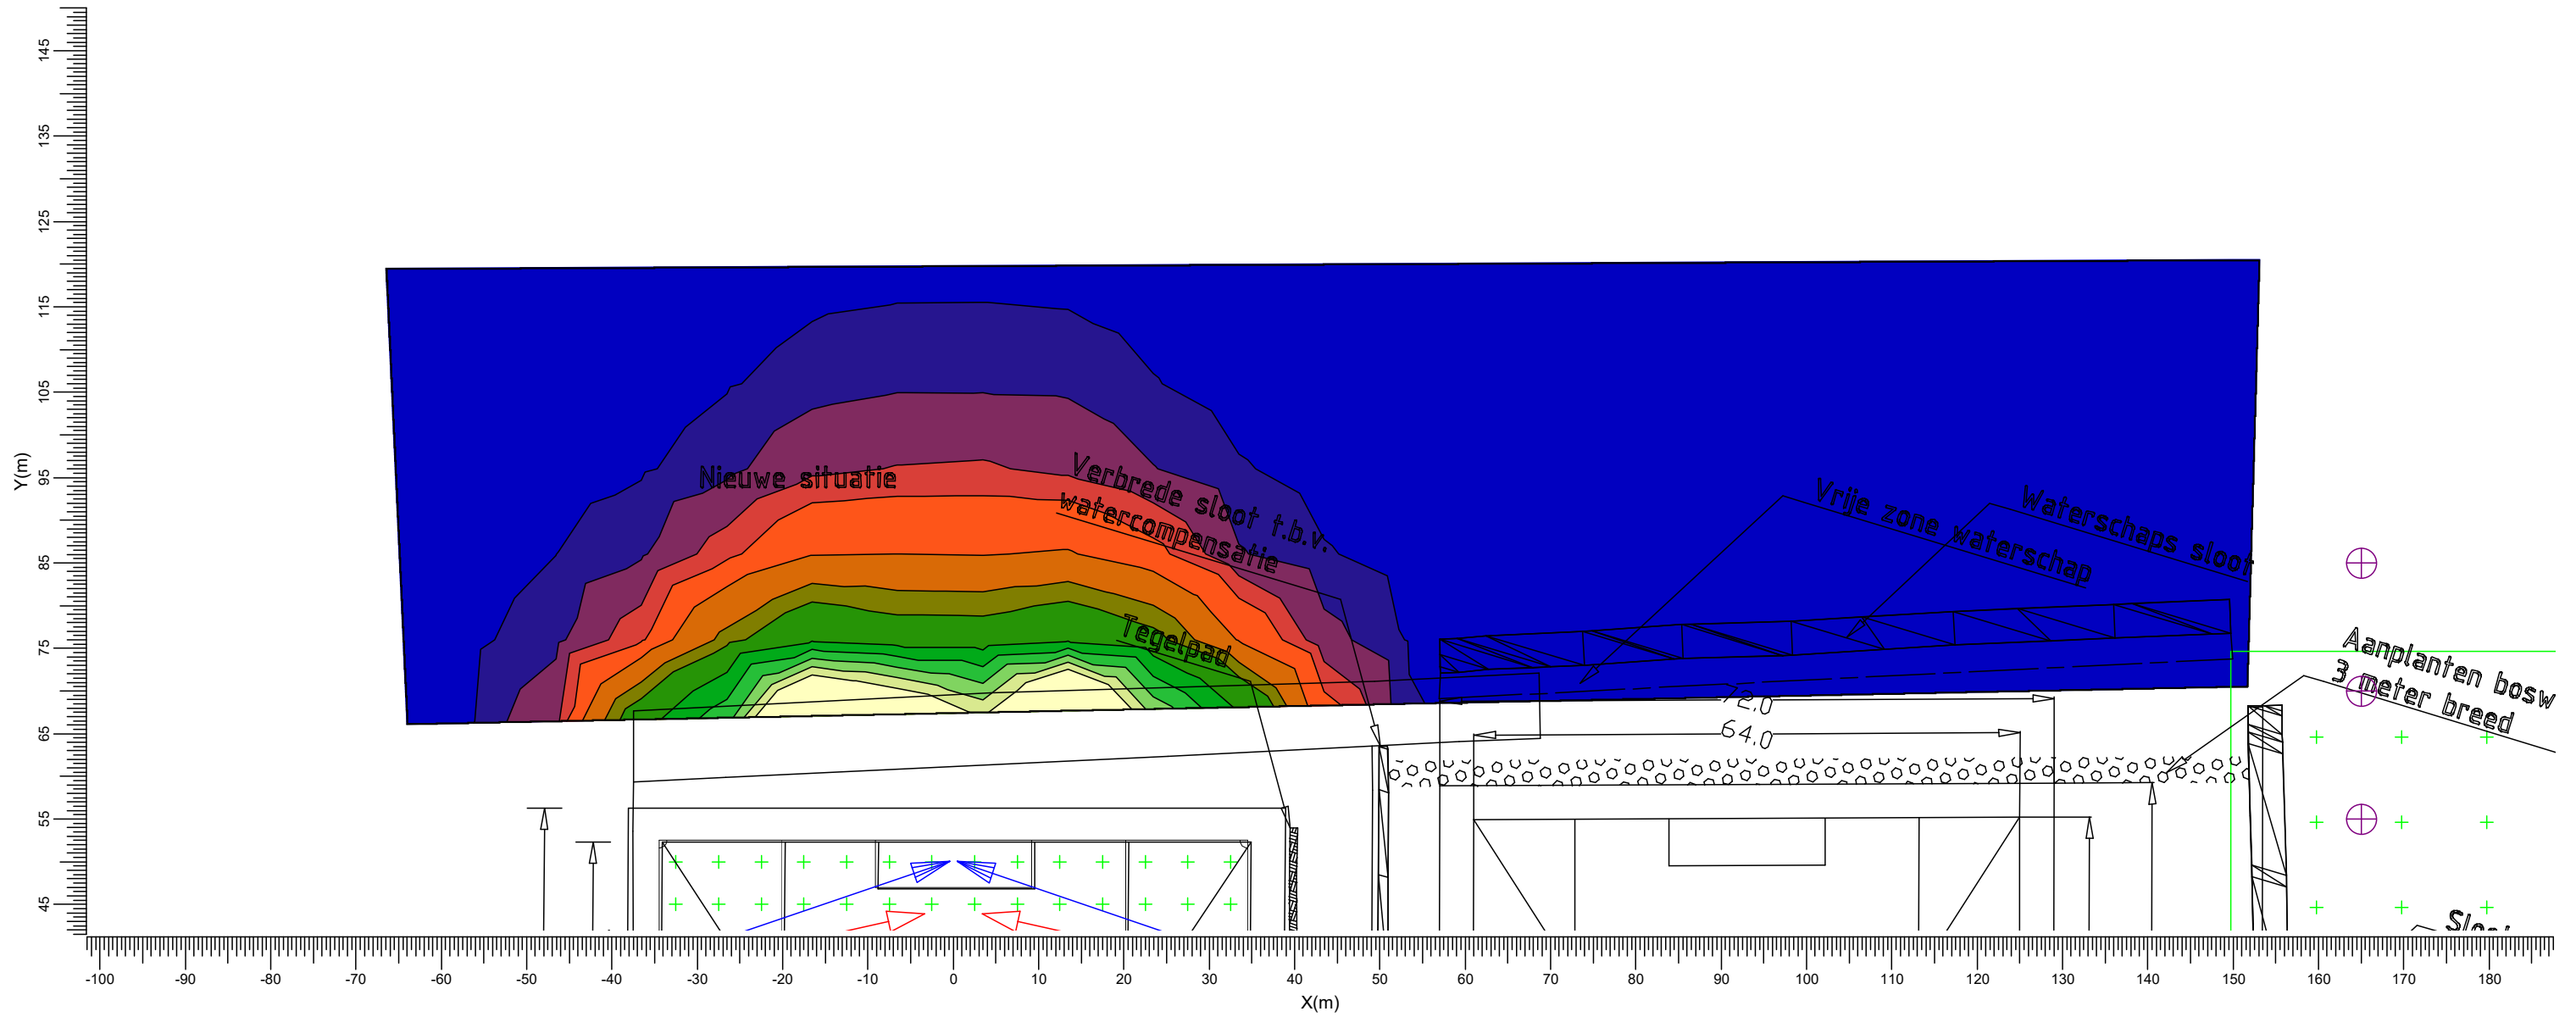 145
135
125
115
105
95
85
75
65
55
45
Y(m)
Nieuwe situatie
Verbrede sloot t.b.v.
watercompensatie
Tegelpad
Vrije zone waterschap
Waterschaps sloot
Aanplanten bosw
3 meter breed
72.0
64.0
-100 -90 -80 -70 -60 -50 -40 -30 -20 -10 0 10 20 30 40 50 60 70 80 90 100 110 120 130 140 150 160 170 180
X(m)